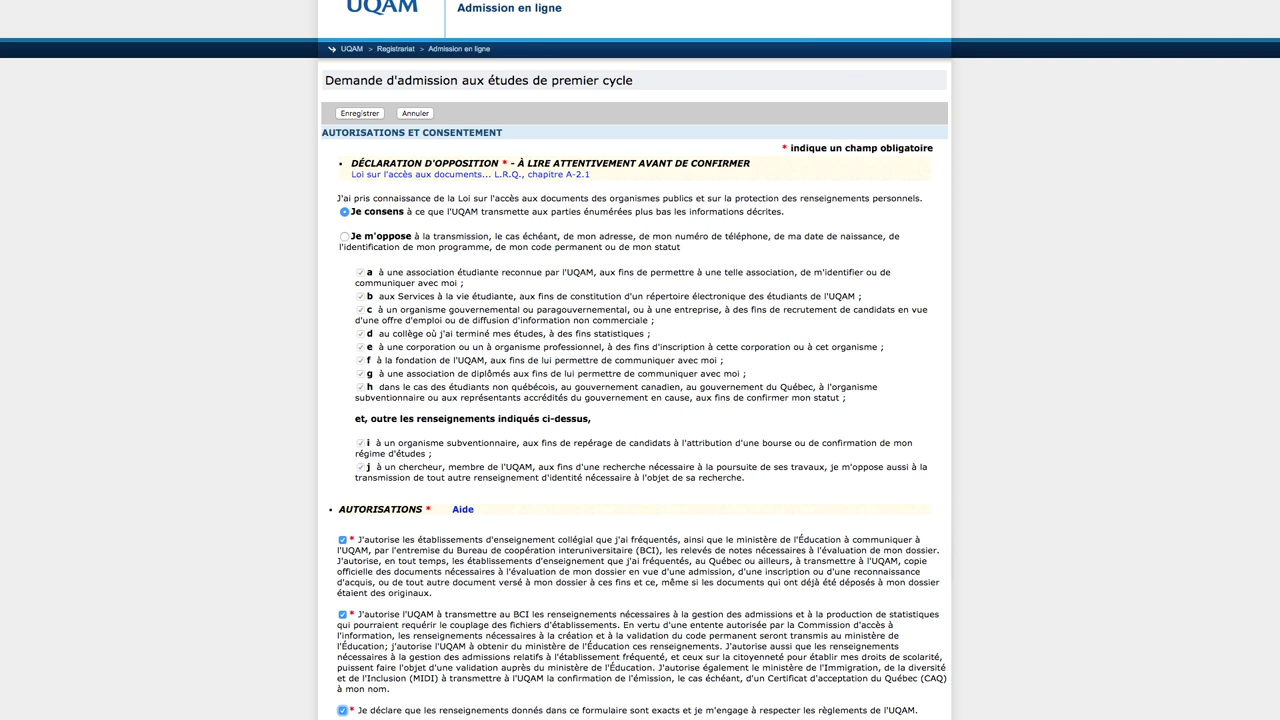 UQAM
Admission en ligne
UQAM > Registrariat > Admission en ligne
Demande d'admission aux études de premier cycle
Enregistrer Annuler
AUTORISATIONS ET CONSENTEMENT
* indique un champ obligatoire
• DÉCLARATION D'OPPOSITION * - À LIRE ATTENTIVEMENT AVANT DE CONFIRMER
Loi sur l'accès aux documents... L.R.Q., chapitre A-2.1
J'ai pris connaissance de la Loi sur l'accès aux documents des organismes publics et sur la protection des renseignements personnels.
Je consens à ce que l'UQAM transmette aux parties énumérées plus bas les informations décrites.
Je m'oppose à la transmission, le cas échéant, de mon adresse, de mon numéro de téléphone, de ma date de naissance, de
l'identification de mon programme, de mon code permanent ou de mon statut
a à une association étudiante reconnue par l'UQAM, aux fins de permettre à une telle association, de m'identifier ou de
communiquer avec moi ;
b aux Services à la vie étudiante, aux fins de constitution d'un répertoire électronique des étudiants de l'UQAM ;
c à un organisme gouvernemental ou paragouvernemental, ou à une entreprise, à des fins de recrutement de candidats en vue
d'une offre d'emploi ou de diffusion d'information non commerciale ;
d au collège où j'ai terminé mes études, à des fins statistiques ;
e à une corporation ou un à organisme professionnel, à des fins d'inscription à cette corporation ou à cet organisme ;
f à la fondation de l'UQAM, aux fins de lui permettre de communiquer avec moi ;
g à une association de diplômés aux fins de lui permettre de communiquer avec moi ;
h dans le cas des étudiants non québécois, au gouvernement canadien, au gouvernement du Québec, à l'organisme
subventionnaire ou aux représentants accrédités du gouvernement en cause, aux fins de confirmer mon statut ;
et, outre les renseignements indiqués ci-dessus,
i à un organisme subventionnaire, aux fins de repérage de candidats à l'attribution d'une bourse ou de confirmation de mon
régime d'études ;
j à un chercheur, membre de l'UQAM, aux fins d'une recherche nécessaire à la poursuite de ses travaux, je m'oppose aussi à la
transmission de tout autre renseignement d'identité nécessaire à l'objet de sa recherche.
• AUTORISATIONS * Aide
* J'autorise les établissements d'enseignement collégial que j'ai fréquentés, ainsi que le ministère de l'Éducation à communiquer à
l'UQAM, par l'entremise du Bureau de coopération interuniversitaire (BCI), les relevés de notes nécessaires à l'évaluation de mon dossier.
J'autorise, en tout temps, les établissements d'enseignement que j'ai fréquentés, au Québec ou ailleurs, à transmettre à l'UQAM, copie
officielle des documents nécessaires à l'évaluation de mon dossier en vue d'une admission, d'une inscription ou d'une reconnaissance
d'acquis, ou de tout autre document versé à mon dossier à ces fins et ce, même si les documents qui ont déjà été déposés à mon dossier
étaient des originaux.
* J'autorise l'UQAM à transmettre au BCI les renseignements nécessaires à la gestion des admissions et à la production de statistiques
qui pourraient requérir le couplage des fichiers d'établissements. En vertu d'une entente autorisée par la Commission d'accès à
l'information, les renseignements nécessaires à la création et à la validation du code permanent seront transmis au ministère de
l'Éducation; j'autorise l'UQAM à obtenir du ministère de l'Éducation ces renseignements. J'autorise aussi que les renseignements
nécessaires à la gestion des admissions relatifs à l'établissement fréquenté, et ceux sur la citoyenneté pour établir mes droits de scolarité,
puissent faire l'objet d'une validation auprès du ministère de l'Éducation. J'autorise également le ministère de l'Immigration, de la diversité
et de l'Inclusion (MIDI) à transmettre à l'UQAM la confirmation de l'émission, le cas échéant, d'un Certificat d'acceptation du Québec (CAQ)
à mon nom.
* Je déclare que les renseignements donnés dans ce formulaire sont exacts et je m'engage à respecter les règlements de l'UQAM.